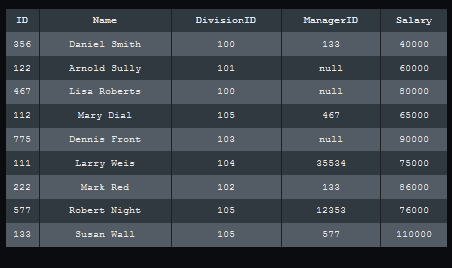 ID Name DivisionID ManagerID Salary
356 Daniel Smith 100 133 40000
122 Arnold Sully 101 null 60000
467 Lisa Roberts 100 null 80000
112 Mary Dial 105 467 65000
775 Dennis Front 103 null 90000
111 Larry Weis 104 35534 75000
222 Mark Red 102 133 86000
577 Robert Night 105 12353 76000
133 Susan Wall 105 577 110000